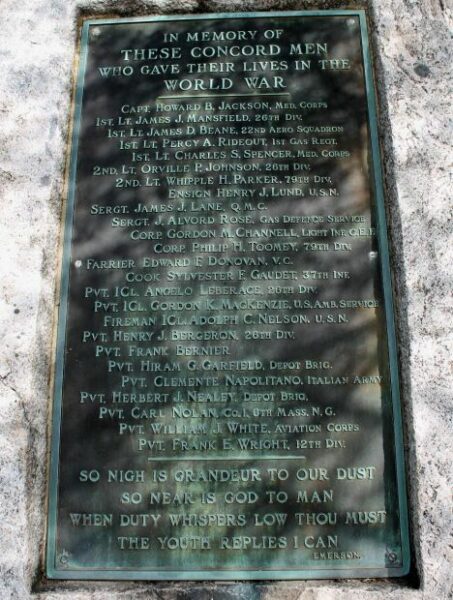 IN MEMORY OF
THESE CONCORD MEN
WHO GAVE THEIR LIVES IN THE
WORLD WAR
CAPT. HOWARD B. JACKSON, MED. CORPS
1ST. LT. JAMES J. MANSFIELD, 26TH DIV.
1ST. LT. JAMES D. BEANE, 22ND AERO SQUADRON
1ST. LT. PERCY A. RIDEOUT, 1ST GAS REGT.
1ST. LT. CHARLES S. SPENCER, MED. CORPS
2ND. LT. ORVILLE P. JOHNSON, 26TH DIV.
2ND. LT. WHIPPLE H. PARKER, 79TH DIV.
ENSIGN HENRY J. LUND, U.S.N.
SERGT. JAMES J. LANE, Q.M.C.
SERGT. J. ALVORD ROSE, GAS DEFENCE SERVICE
CORP. GORDON M. CHANNELL, LIGHT INF. C.E.F.
CORP. PHILIP H. TOOMEY, 79TH DIV.
FARRIER EDWARD F. DONOVAN, V.C.
COOK SYLVESTER F. GAUDET, 37TH INF.
PVT. 1CL. ANGELO LEBERACE, 26TH DIV.
PVT. 1CL. GORDON K. MACKENZIE, U.S. AMB. SERVICE
FIREMAN 1CL. ADOLPH C. NELSON, U.S.N.
PVT. HENRY J. BERGERON, 26TH DIV.
PVT. FRANK BERNIER
PVT. HIRAM G. GARFIELD, DEPOT BRIG.
PVT. CLEMENTE NAPOLITANO, ITALIAN ARMY
PVT. HERBERT J. NEALEY, DEPOT BRIG.
PVT. CARL NOLAN, CO. I, 8TH MASS. N.G.
PVT. WILLIAM J. WHITE, AVIATION CORPS
PVT. FRANK E. WRIGHT, 12TH DIV.
SO NIGH IS GRANDEUR TO OUR DUST
SO NEAR IS GOD TO MAN
WHEN DUTY WHISPERS LOW THOU MUST
THE YOUTH REPLIES I CAN
EMERSON.